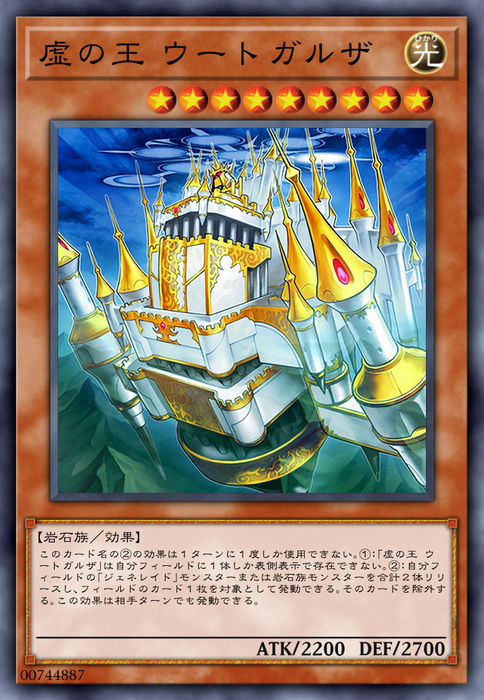 虚の王 ウートガルザ
ひかり
光
【岩石族／効果】
このカード名の②の効果は１ターンに１度しか使用できない。①：「虚の王 ウ
ートガルザ」は自分フィールドに１体しか表側表示で存在できない。②：自分
フィールドの「ジェネレイド」モンスターまたは岩石族モンスターを合計２体リリ
ースし、フィールドのカード１枚を対象として発動できる。そのカードを除外す
る。この効果は相手ターンでも発動できる。
ATK/2200 DEF/2700
00744887